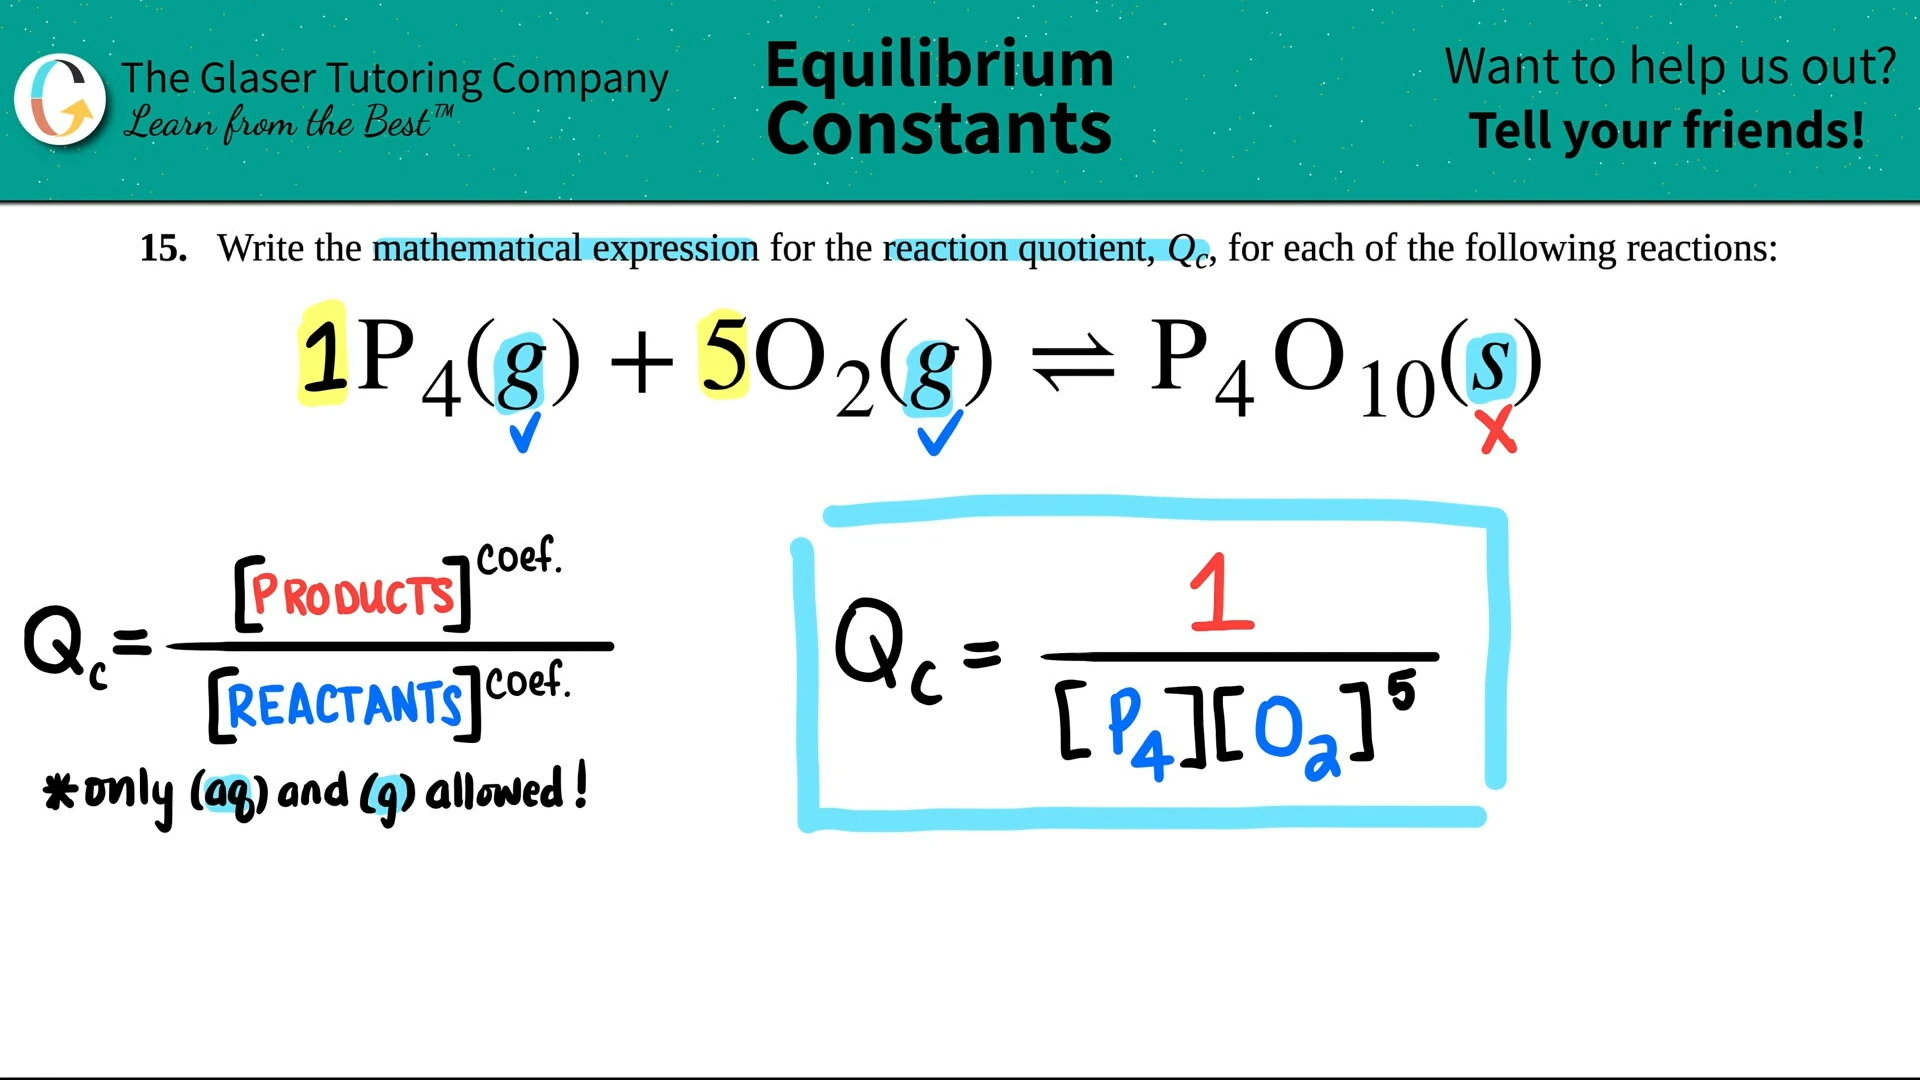 The Glaser Tutoring Company
Learn from the Best™
Equilibrium
Constants
Want to help us out?
Tell your friends!
15. Write the mathematical expression for the reaction quotient, Qc, for each of the following reactions:
1P₄(g) + 5O₂(g) ⇌ P₄O₁₀(s)
Qc = [PRODUCTS]^coef. / [REACTANTS]^coef.
*only (aq) and (g) allowed!
Qc = 1 / [P₄][O₂]⁵